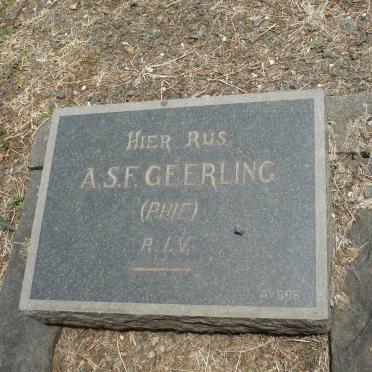 HIER RUS
A.S.F. GEERLING
(PHIE)
R.I.V.